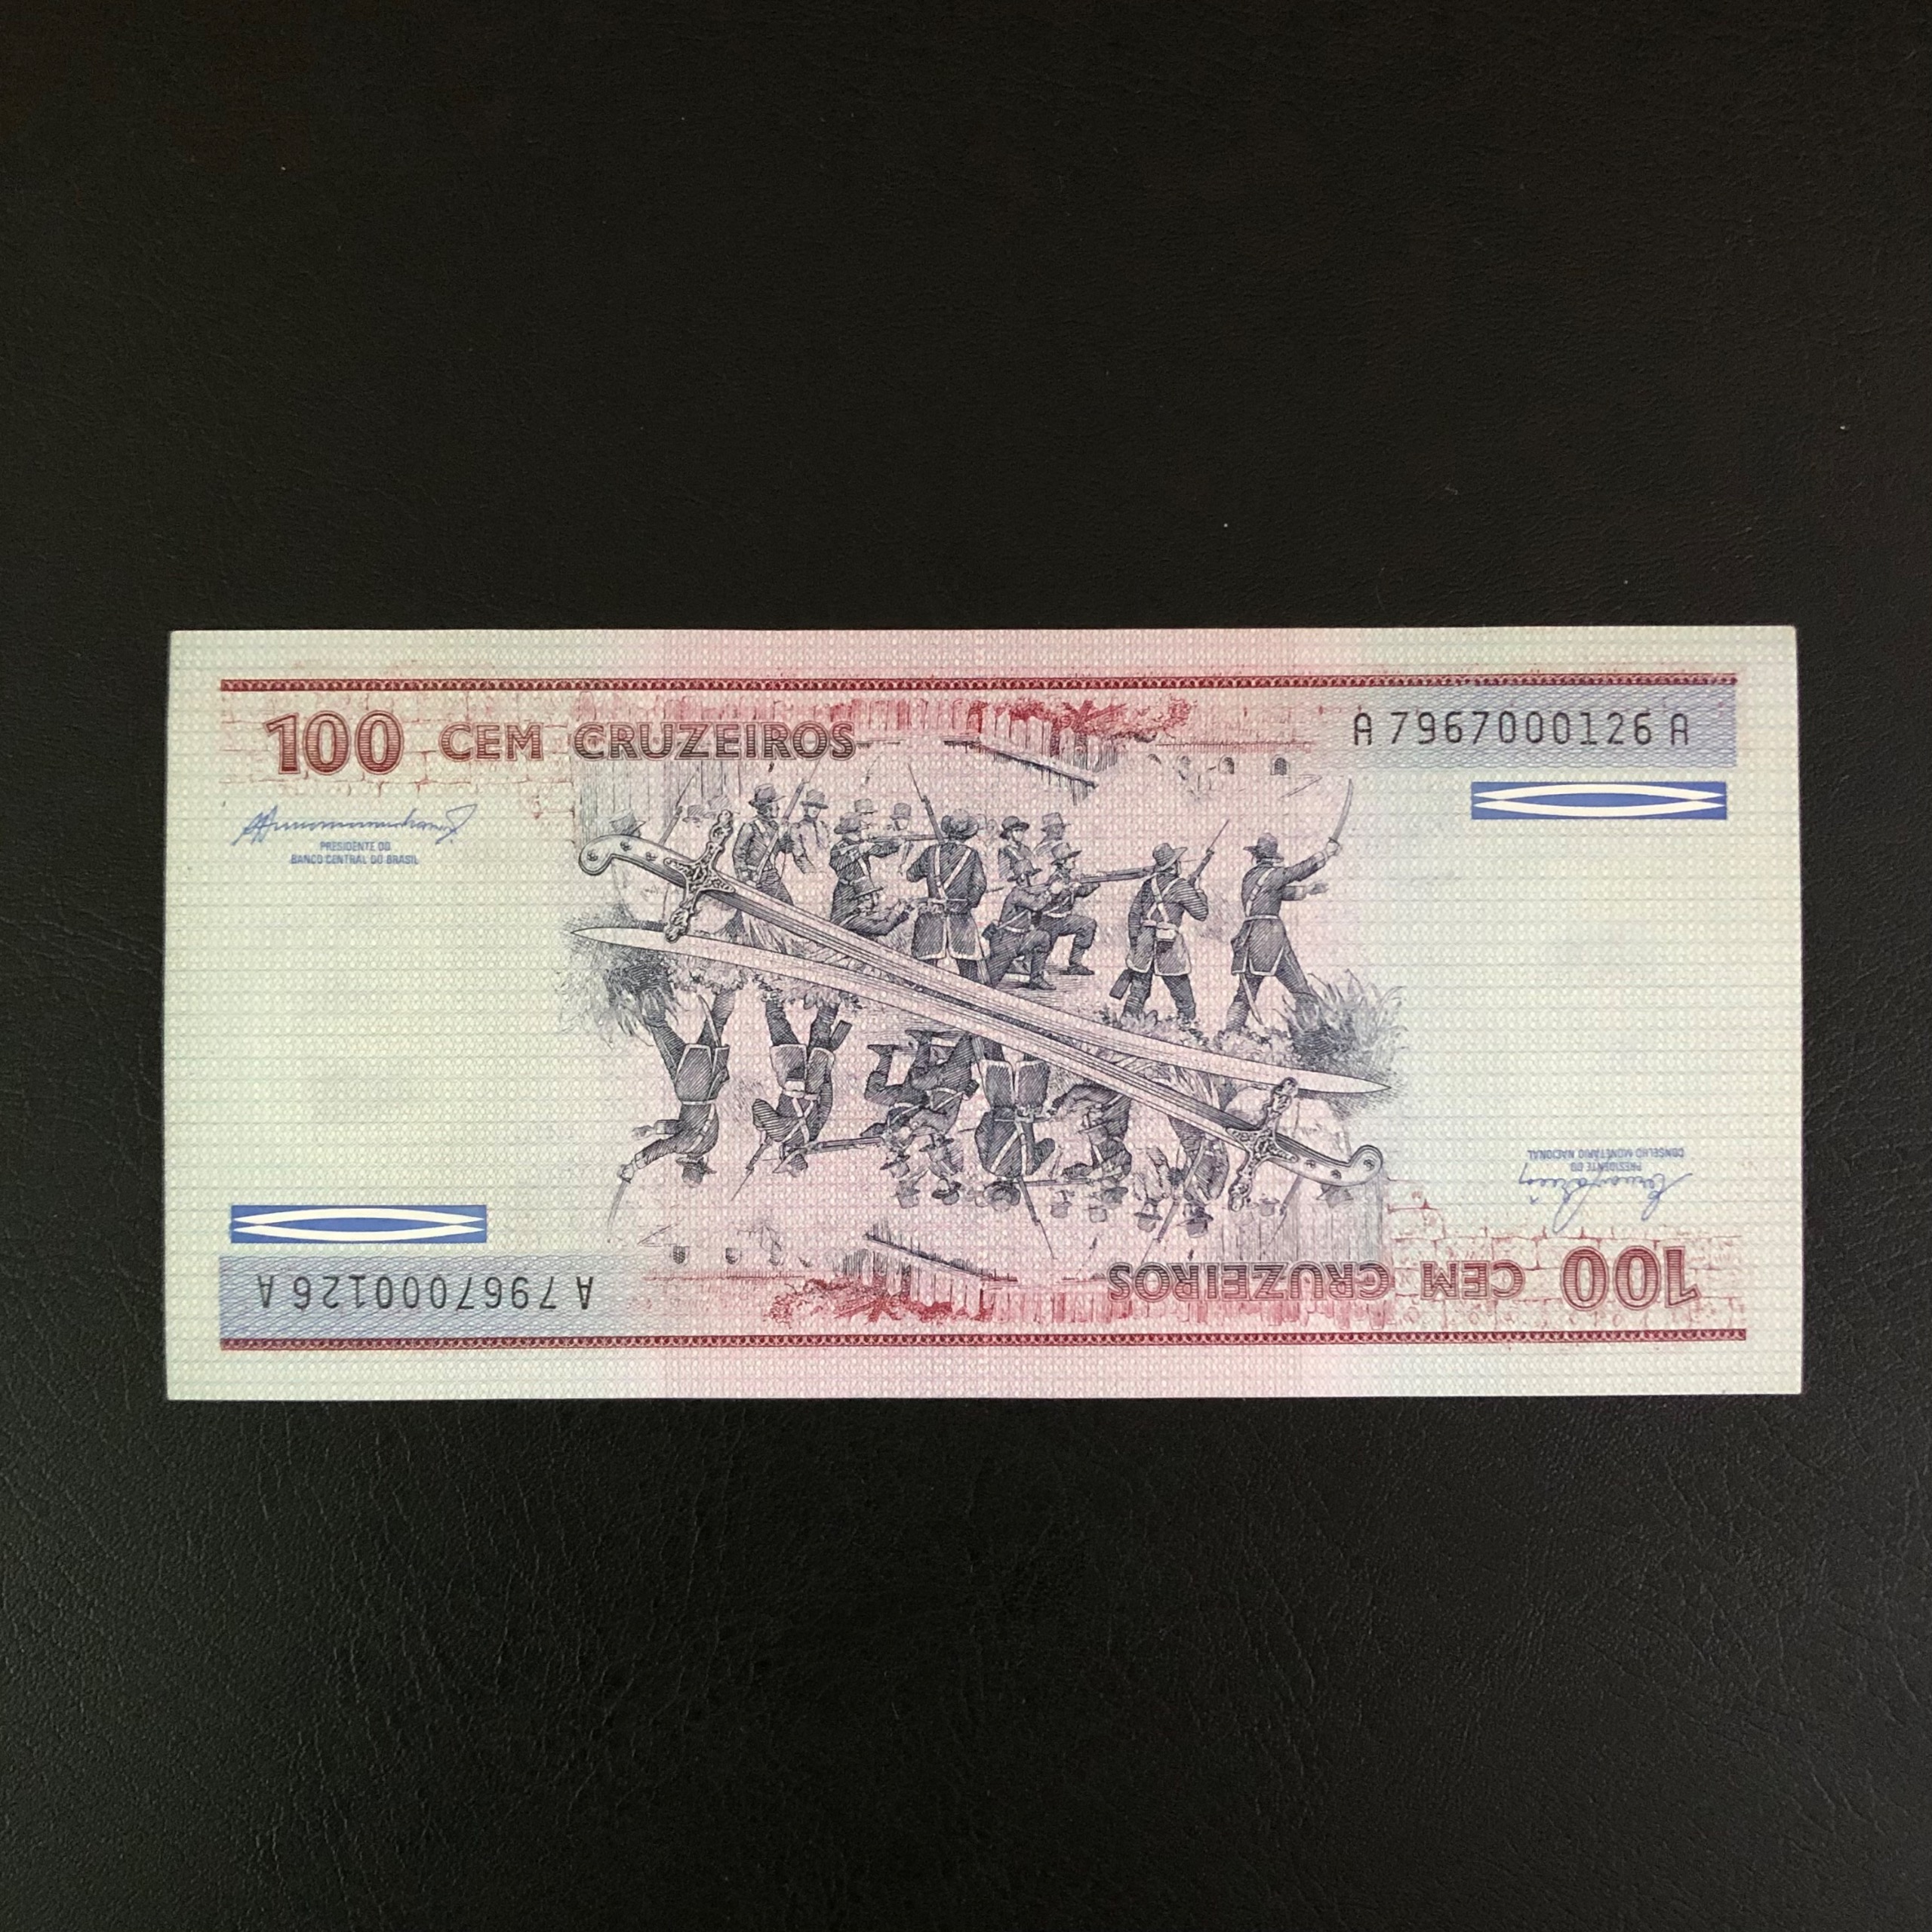 100 CEM CRUZEIROS
A 7967000126 A
PRESIDENTE DO
BANCO CENTRAL DO BRASIL
PRESIDENTE DO
CONSELHO MONETÁRIO NACIONAL
A 7967000126 A
100 CEM CRUZEIROS